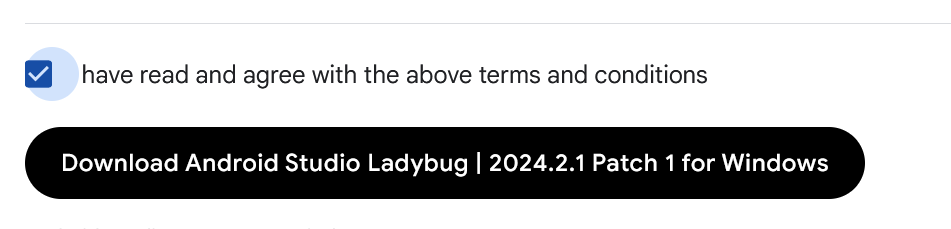 have read and agree with the above terms and conditions
Download Android Studio Ladybug | 2024.2.1 Patch 1 for Windows